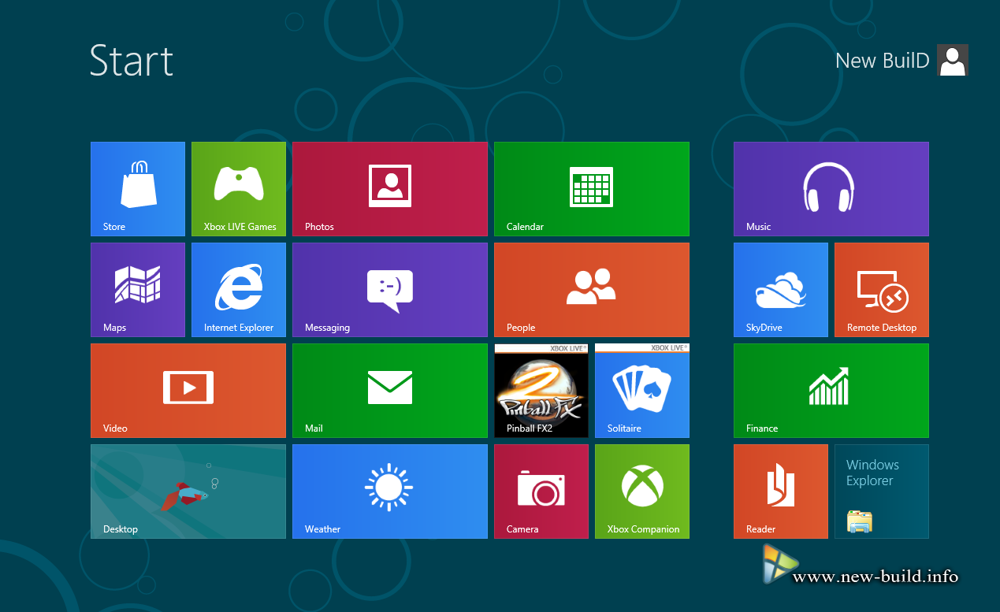 Start
New BuilD
Store
Xbox LIVE Games
Photos
Calendar
Music
Maps
Internet Explorer
Messaging
:-)
People
SkyDrive
Remote Desktop
Video
Mail
XBOX LIVE®
2
Pinball FX
Pinball FX2
XBOX LIVE®
Solitaire
Finance
Desktop
Weather
Camera
Xbox Companion
Reader
Windows
Explorer
www.new-build.info